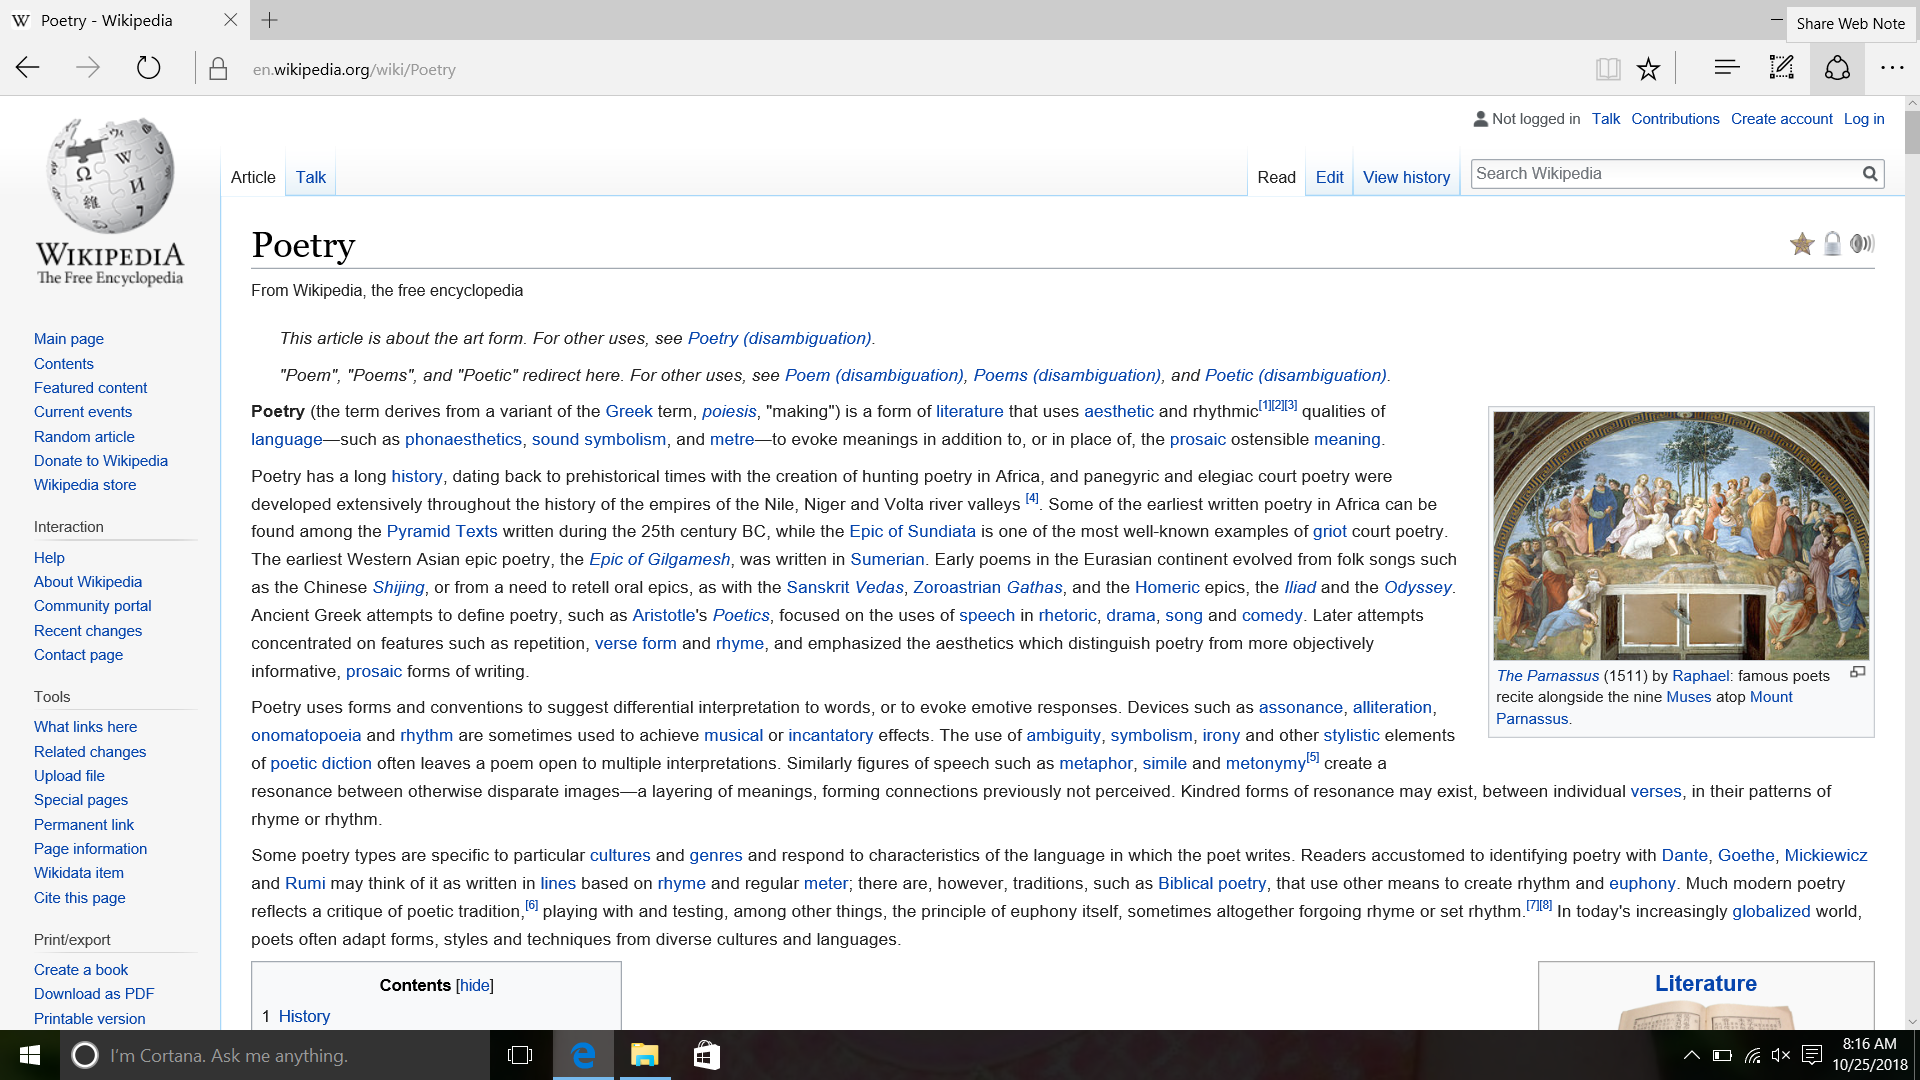 Poetry - Wikipedia
Share Web Note
en.wikipedia.org/wiki/Poetry
Not logged in Talk Contributions Create account Log in
Article Talk Read Edit View history Search Wikipedia
WIKIPEDIA
The Free Encyclopedia
Main page
Contents
Featured content
Current events
Random article
Donate to Wikipedia
Wikipedia store
Interaction
Help
About Wikipedia
Community portal
Recent changes
Contact page
Tools
What links here
Related changes
Upload file
Special pages
Permanent link
Page information
Wikidata item
Cite this page
Print/export
Create a book
Download as PDF
Printable version
Poetry
From Wikipedia, the free encyclopedia
This article is about the art form. For other uses, see Poetry (disambiguation).
"Poem", "Poems", and "Poetic" redirect here. For other uses, see Poem (disambiguation), Poems (disambiguation), and Poetic (disambiguation).
Poetry (the term derives from a variant of the Greek term, poiesis, "making") is a form of literature that uses aesthetic and rhythmic[1][2][3] qualities of
language—such as phonaesthetics, sound symbolism, and metre—to evoke meanings in addition to, or in place of, the prosaic ostensible meaning.
Poetry has a long history, dating back to prehistorical times with the creation of hunting poetry in Africa, and panegyric and elegiac court poetry were
developed extensively throughout the history of the empires of the Nile, Niger and Volta river valleys [4]. Some of the earliest written poetry in Africa can be
found among the Pyramid Texts written during the 25th century BC, while the Epic of Sundiata is one of the most well-known examples of griot court poetry.
The earliest Western Asian epic poetry, the Epic of Gilgamesh, was written in Sumerian. Early poems in the Eurasian continent evolved from folk songs such
as the Chinese Shijing, or from a need to retell oral epics, as with the Sanskrit Vedas, Zoroastrian Gathas, and the Homeric epics, the Iliad and the Odyssey.
Ancient Greek attempts to define poetry, such as Aristotle's Poetics, focused on the uses of speech in rhetoric, drama, song and comedy. Later attempts
concentrated on features such as repetition, verse form and rhyme, and emphasized the aesthetics which distinguish poetry from more objectively
informative, prosaic forms of writing.
The Parnassus (1511) by Raphael: famous poets
recite alongside the nine Muses atop Mount
Parnassus.
Poetry uses forms and conventions to suggest differential interpretation to words, or to evoke emotive responses. Devices such as assonance, alliteration,
onomatopoeia and rhythm are sometimes used to achieve musical or incantatory effects. The use of ambiguity, symbolism, irony and other stylistic elements
of poetic diction often leaves a poem open to multiple interpretations. Similarly figures of speech such as metaphor, simile and metonymy[5] create a
resonance between otherwise disparate images—a layering of meanings, forming connections previously not perceived. Kindred forms of resonance may exist, between individual verses, in their patterns of
rhyme or rhythm.
Some poetry types are specific to particular cultures and genres and respond to characteristics of the language in which the poet writes. Readers accustomed to identifying poetry with Dante, Goethe, Mickiewicz
and Rumi may think of it as written in lines based on rhyme and regular meter; there are, however, traditions, such as Biblical poetry, that use other means to create rhythm and euphony. Much modern poetry
reflects a critique of poetic tradition,[6] playing with and testing, among other things, the principle of euphony itself, sometimes altogether forgoing rhyme or set rhythm.[7][8] In today's increasingly globalized world,
poets often adapt forms, styles and techniques from diverse cultures and languages.
Contents [hide]
1 History
Literature
I'm Cortana. Ask me anything.
8:16 AM
10/25/2018